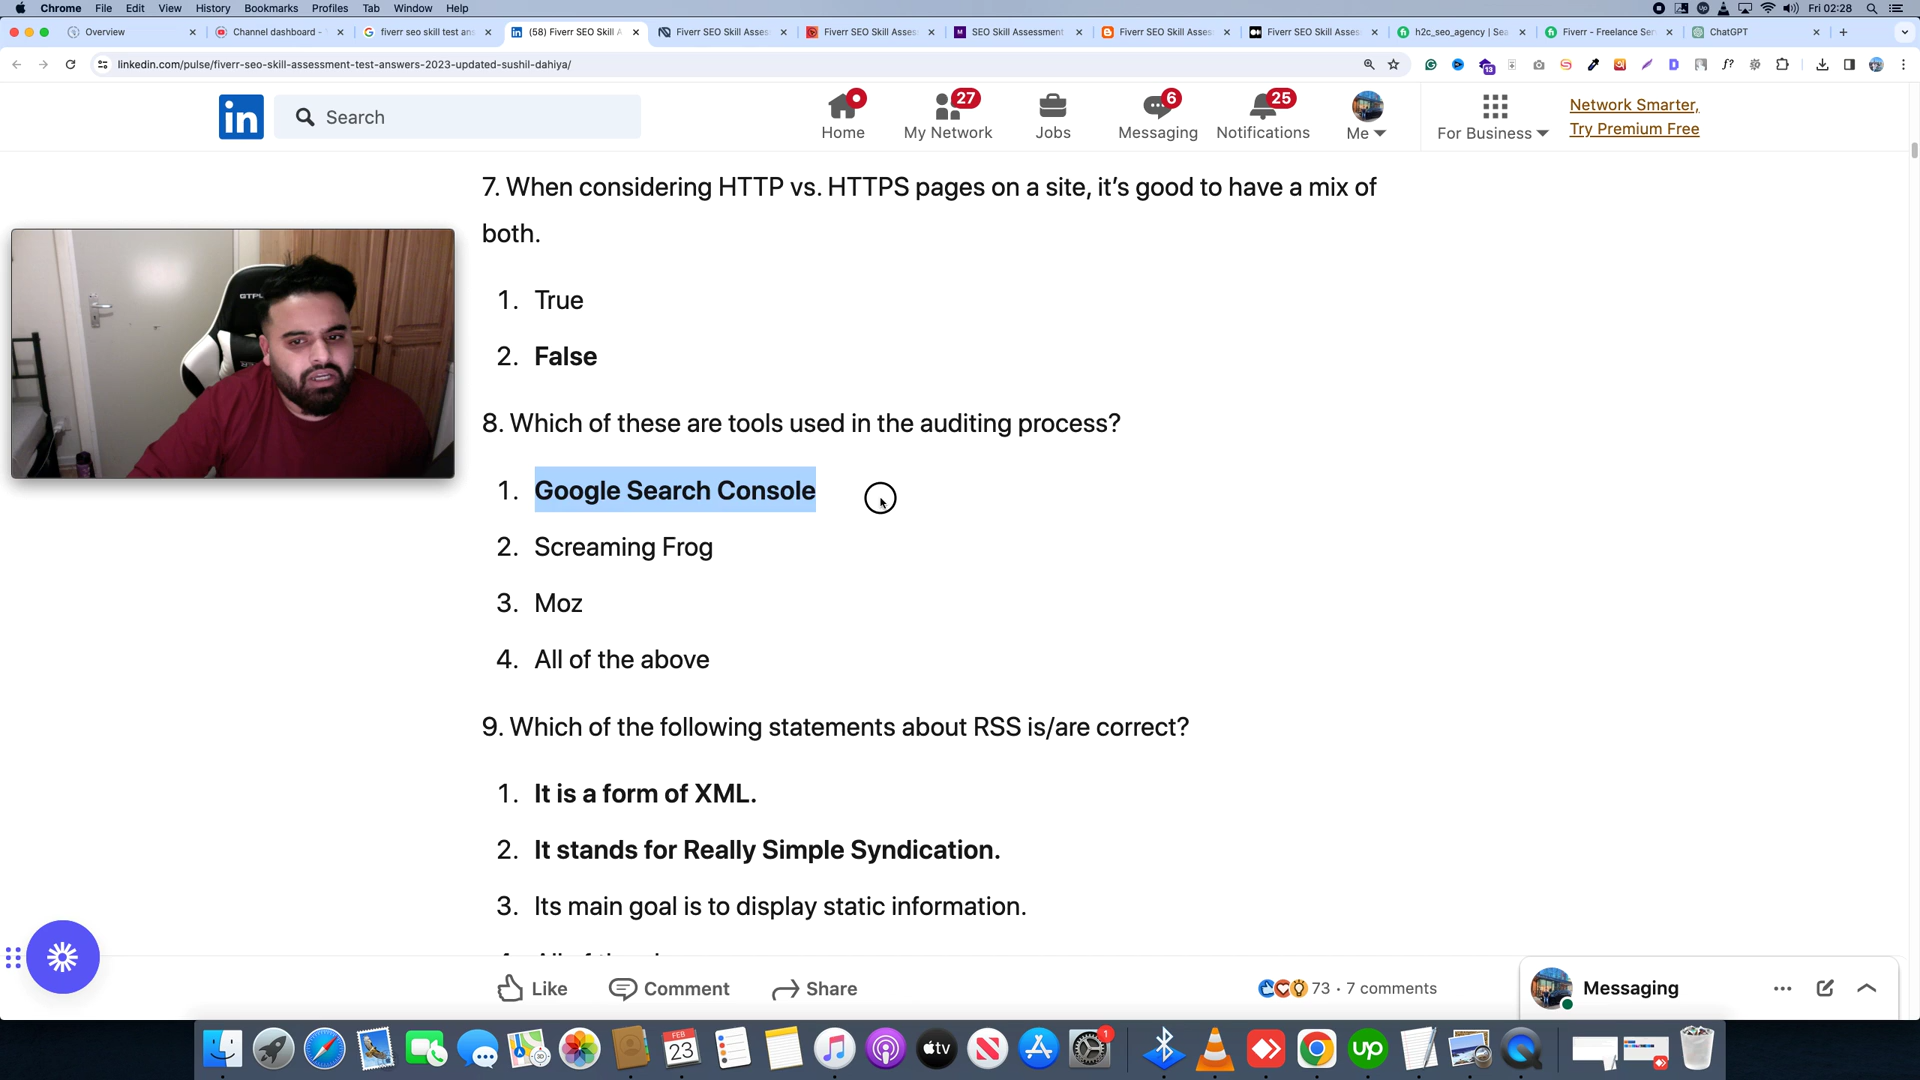 Chrome File Edit View History Bookmarks Profiles Tab Window Help
Fri 02:28
Overview
Channel dashboard -
fiverr seo skill test an
(58) Fiverr SEO Skill A
Fiverr SEO Skill Asses
Fiverr SEO Skill Asses
SEO Skill Assessment
Fiverr SEO Skill Asses
Fiverr SEO Skill Asses
h2c_seo_agency | Sea
Fiverr - Freelance Ser
ChatGPT
linkedin.com/pulse/fiverr-seo-skill-assessment-test-answers-2023-updated-sushil-dahiya/
13
in
Search
Home
27
My Network
Jobs
6
Messaging
25
Notifications
Me
For Business
Network Smarter,
Try Premium Free
7. When considering HTTP vs. HTTPS pages on a site, it’s good to have a mix of
both.
1. True
2. False
8. Which of these are tools used in the auditing process?
1. Google Search Console
2. Screaming Frog
3. Moz
4. All of the above
9. Which of the following statements about RSS is/are correct?
1. It is a form of XML.
2. It stands for Really Simple Syndication.
3. Its main goal is to display static information.
Like
Comment
Share
73 · 7 comments
Messaging
FEB
23
tv
1
up